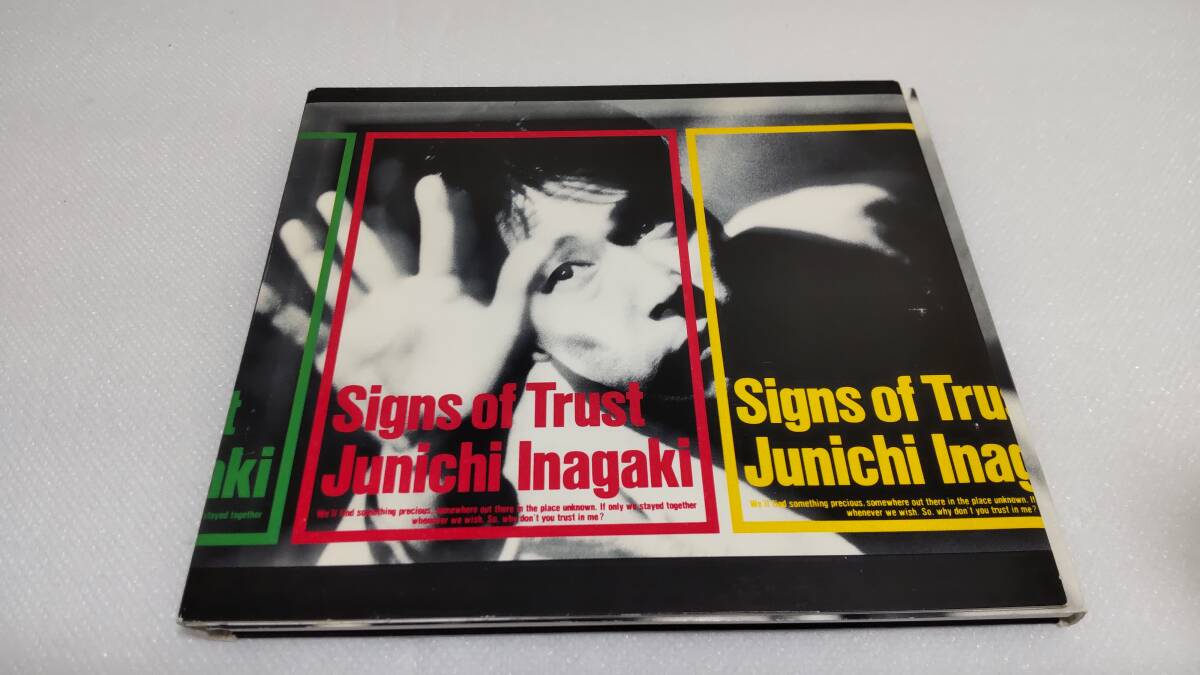 t
aki
stayed together
Signs of Trust
Junichi Inagaki
We ll find something precious, somewhere out there in the place unknown. If only we stayed together
whenever we wish. So, why don't you trust in me?
Signs of Tru
Junichi Inag
We ll find something precious, somewhere out there in the place unknown. If
whenever we wish. So, why don't you trust in me?